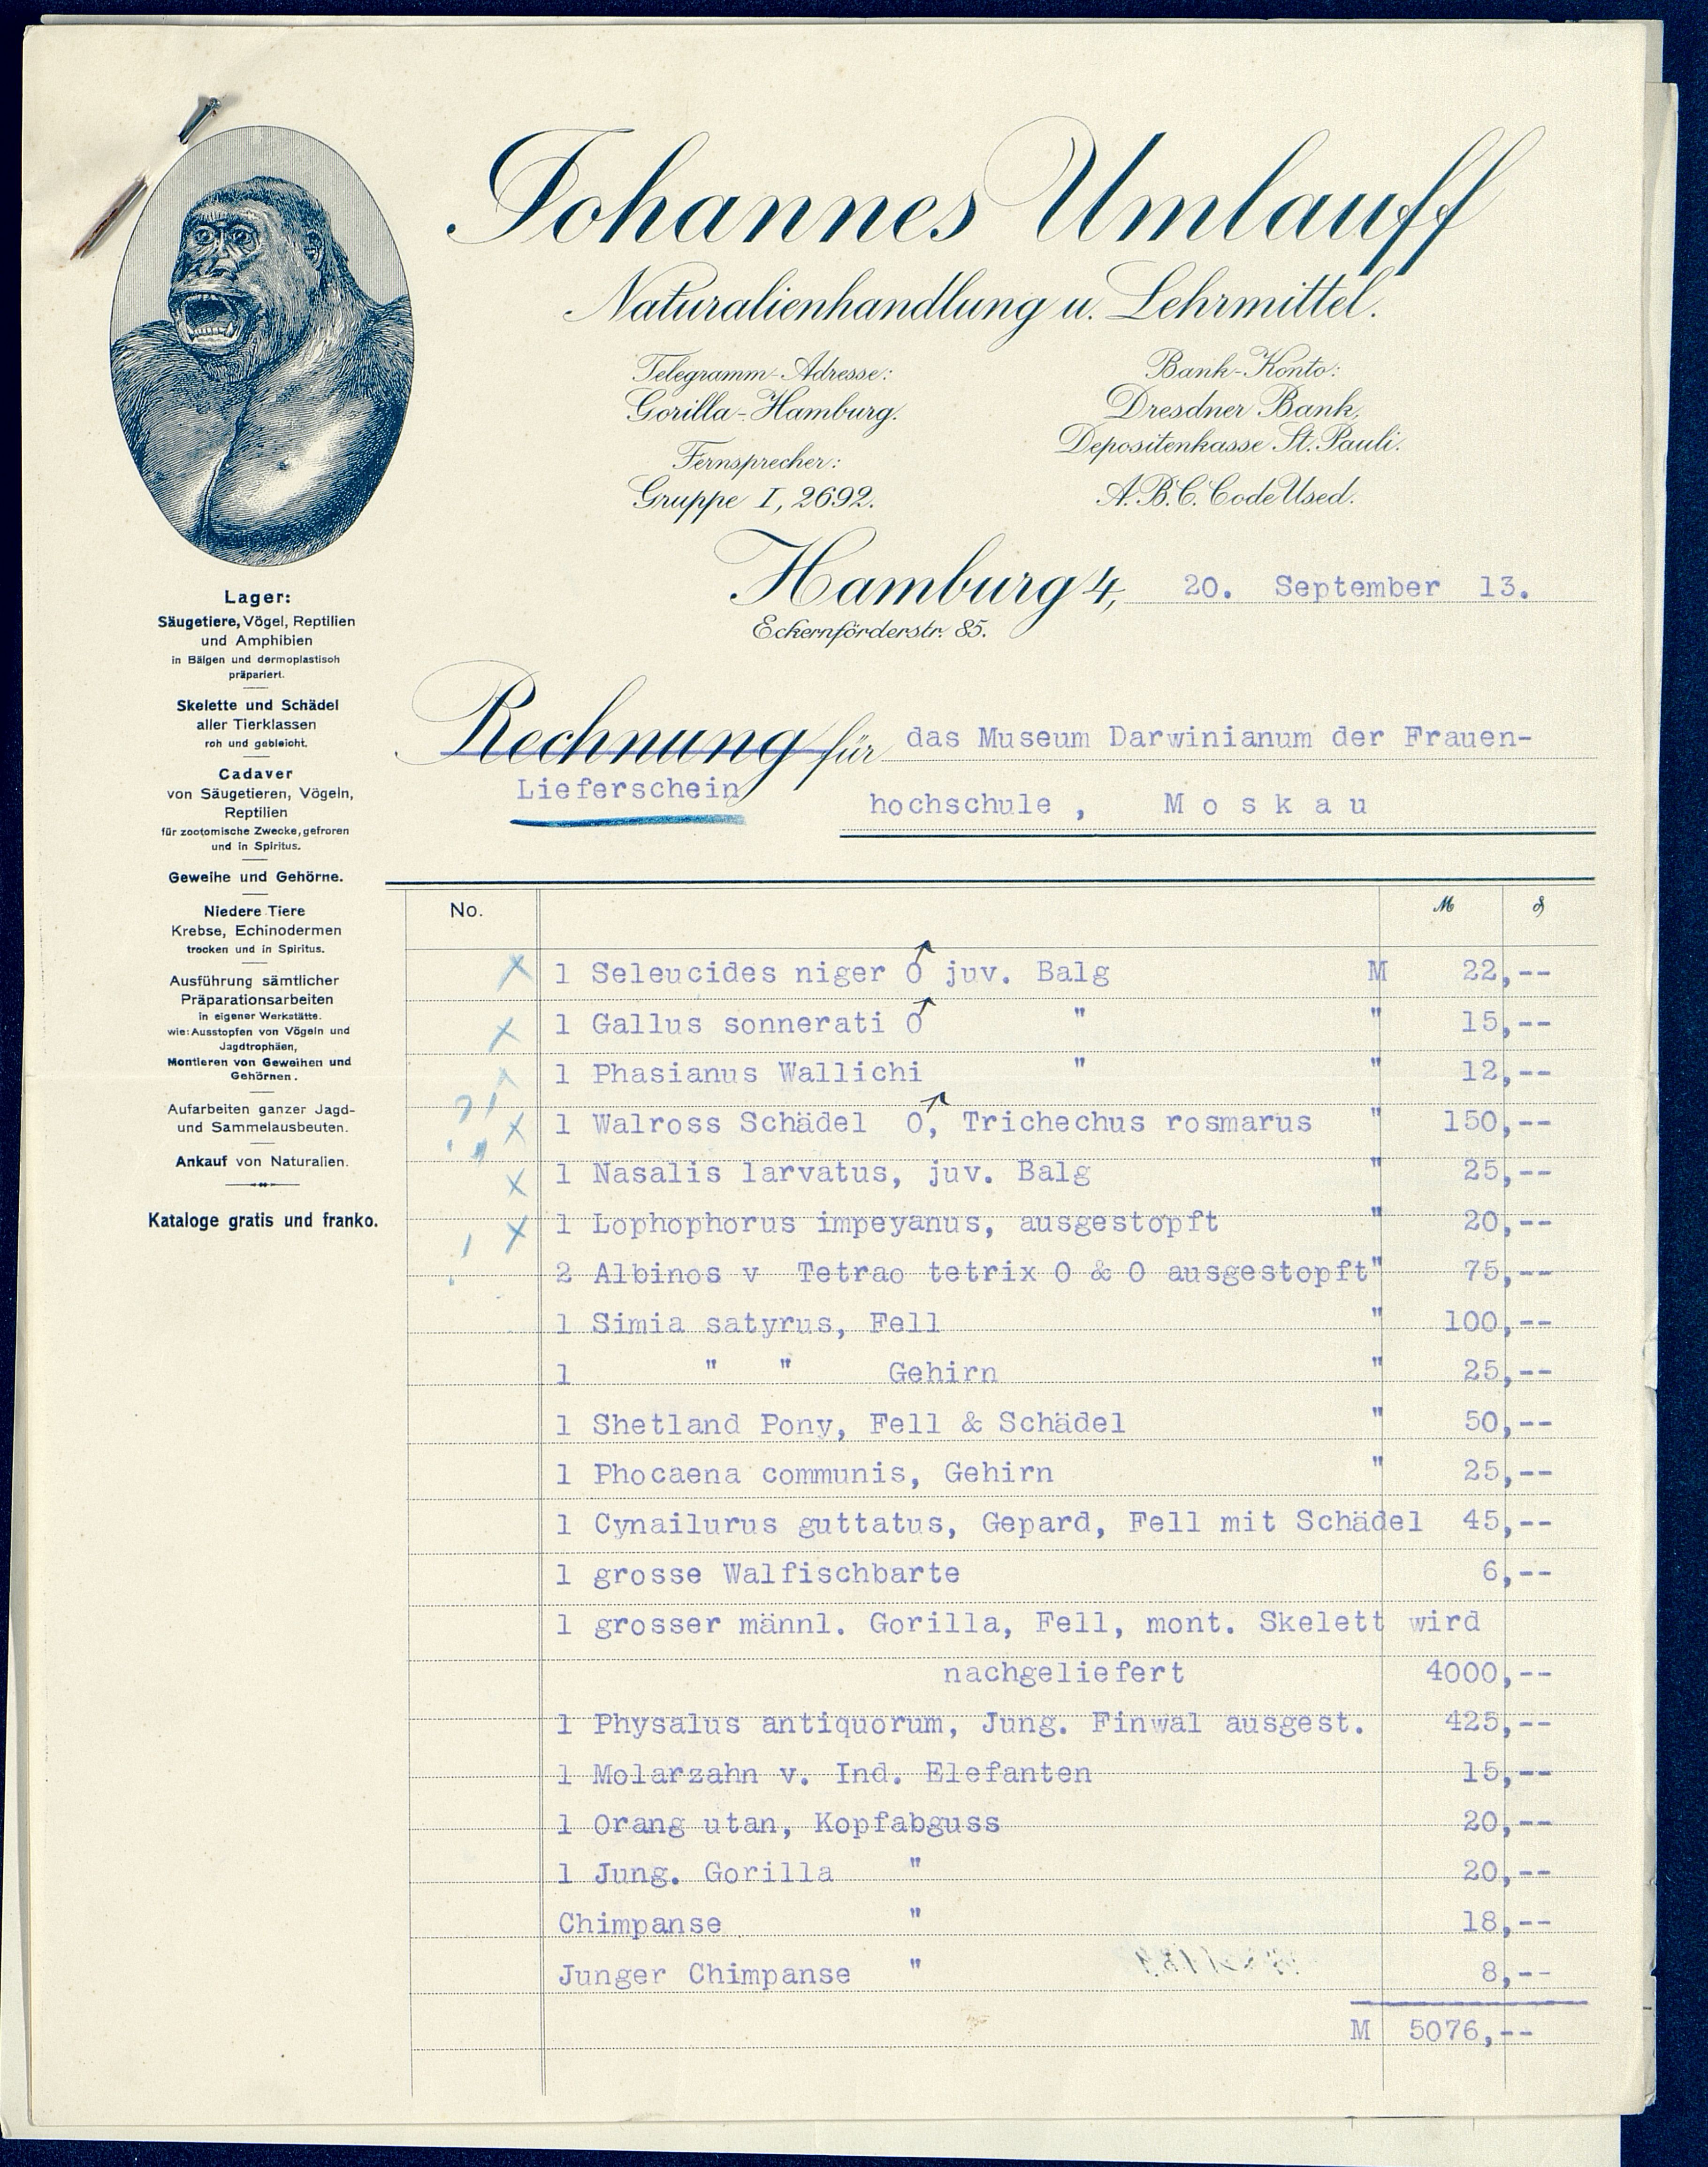 Johannes Umlauff
Naturalienhandlung u. Lehrmittel.
Telegramm-Adresse:
Gorilla-Hamburg.
Fernsprecher:
Gruppe I, 2692.
Bank-Konto:
Dresdner Bank,
Depositenkasse St. Pauli.
A.B.C. Code Used.
Hamburg 4, 20. September 13.
Eckernförderstr. 85.
Lager:
Säugetiere, Vögel, Reptilien
und Amphibien
in Bälgen und dermoplastisch
präpariert.
Skelette und Schädel
aller Tierklassen
roh und gebleicht.
Cadaver
von Säugetieren, Vögeln,
Reptilien
für zootomische Zwecke, gefroren
und in Spiritus.
Geweihe und Gehörne.
Niedere Tiere
Krebse, Echinodermen
trocken und in Spiritus.
Ausführung sämtlicher
Präparationsarbeiten
in eigener Werkstätte.
wie: Ausstopfen von Vögeln und
Jagdtrophäen,
Montieren von Geweihen und
Gehörnen.
Aufarbeiten ganzer Jagd-
und Sammelausbeuten.
Ankauf von Naturalien.
Kataloge gratis und franko.
Rechnung für das Museum Darwinianum der Frauen-
Lieferschein
hochschule , M o s k a u
No. M ₰
x 1 Seleucides niger ♂ juv. Balg M 22,--
x 1 Gallus sonnerati ♂ " " 15,--
1 Phasianus Wallichi " " 12,--
x 1 Walross Schädel ♂, Trichechus rosmarus " 150,--
x 1 Nasalis larvatus, juv. Balg " 25,--
x 1 Lophophorus impeyanus, ausgestopft " 20,--
2 Albinos v Tetrao tetrix O & O ausgestopft " 75,--
1 Simia satyrus, Fell " 100,--
1 " " Gehirn " 25,--
1 Shetland Pony, Fell & Schädel " 50,--
1 Phocaena communis, Gehirn " 25,--
1 Cynailurus guttatus, Gepard, Fell mit Schädel 45,--
1 grosse Walfischbarte 6,--
1 grosser männl. Gorilla, Fell, mont. Skelett wird
nachgeliefert 4000,--
1 Physalus antiquorum, Jung. Finwal ausgest. 425,--
1 Molarzahn v. Ind. Elefanten 15,--
1 Orang utan, Kopfabguss 20,--
1 Jung. Gorilla " 20,--
Chimpanse " 18,--
Junger Chimpanse " 8,--
M 5076,--